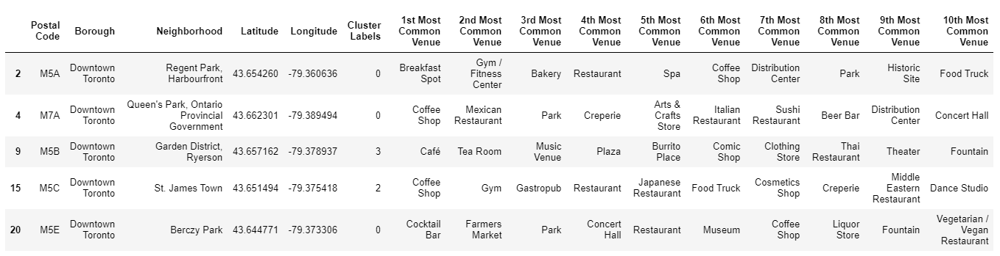 Postal Code Borough Neighborhood Latitude Longitude Cluster Labels 1st Most Common Venue 2nd Most Common Venue 3rd Most Common Venue 4th Most Common Venue 5th Most Common Venue 6th Most Common Venue 7th Most Common Venue 8th Most Common Venue 9th Most Common Venue 10th Most Common Venue
2 M5A Downtown Toronto Regent Park, Harbourfront 43.654260 -79.360636 0 Breakfast Spot Gym / Fitness Center Bakery Restaurant Spa Coffee Shop Distribution Center Park Historic Site Food Truck
4 M7A Downtown Toronto Queen's Park, Ontario Provincial Government 43.662301 -79.389494 0 Coffee Shop Mexican Restaurant Park Creperie Arts & Crafts Store Italian Restaurant Sushi Restaurant Beer Bar Distribution Center Concert Hall
9 M5B Downtown Toronto Garden District, Ryerson 43.657162 -79.378937 3 Café Tea Room Music Venue Plaza Burrito Place Comic Shop Clothing Store Thai Restaurant Theater Fountain
15 M5C Downtown Toronto St. James Town 43.651494 -79.375418 2 Coffee Shop Gym Gastropub Restaurant Japanese Restaurant Food Truck Cosmetics Shop Creperie Middle Eastern Restaurant Dance Studio
20 M5E Downtown Toronto Berczy Park 43.644771 -79.373306 0 Cocktail Bar Farmers Market Park Concert Hall Restaurant Museum Coffee Shop Liquor Store Fountain Vegetarian / Vegan Restaurant